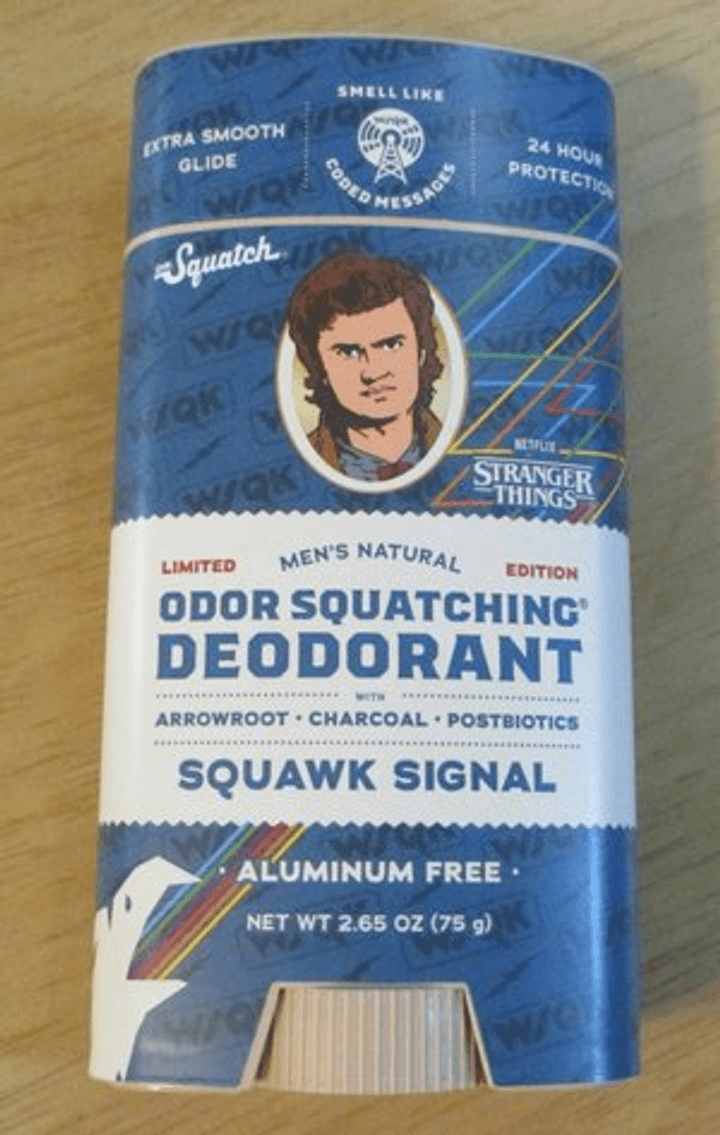 SMELL LIKE
EXTRA SMOOTH
GLIDE
WSQK
CODED MESSAGES
24 HOUR
PROTECTION
Squatch
NETFLIX
STRANGER
THINGS
LIMITED
MEN'S NATURAL
EDITION
ODOR SQUATCHING®
DEODORANT
WITH
ARROWROOT • CHARCOAL • POSTBIOTICS
SQUAWK SIGNAL
• ALUMINUM FREE •
NET WT 2.65 OZ (75 g)